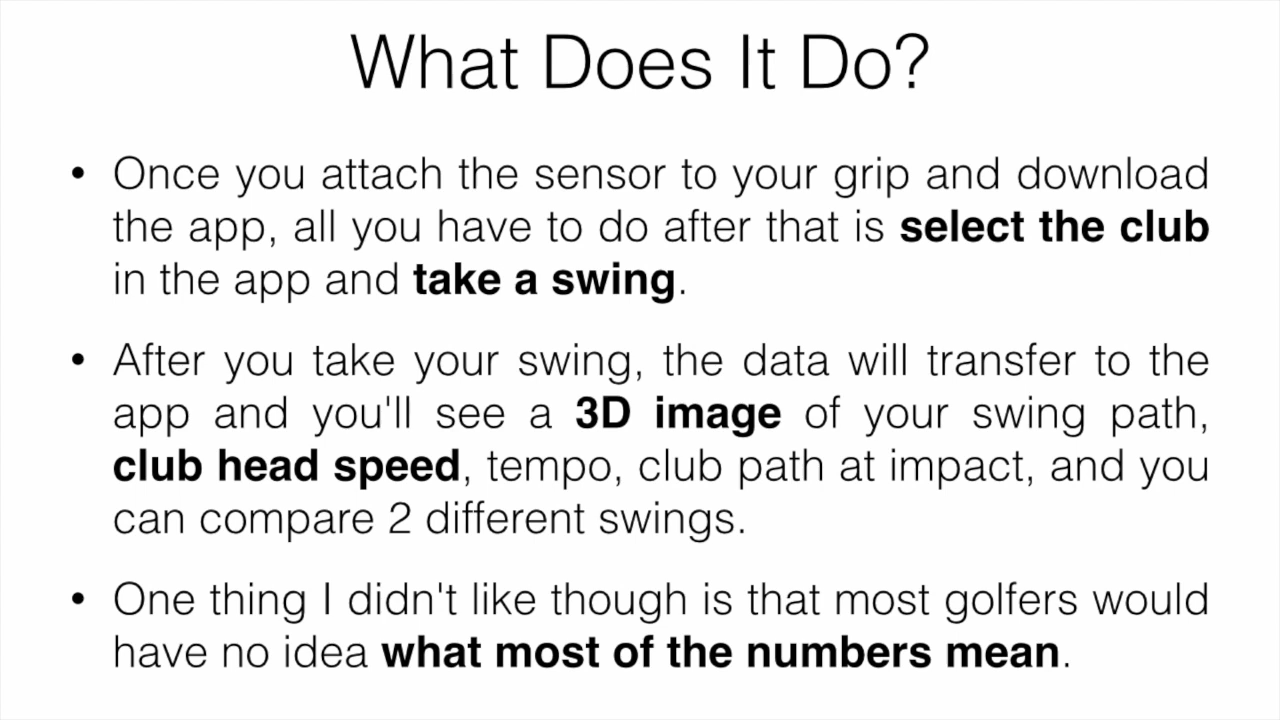 What Does It Do?
• Once you attach the sensor to your grip and download
the app, all you have to do after that is select the club
in the app and take a swing.
• After you take your swing, the data will transfer to the
app and you'll see a 3D image of your swing path,
club head speed, tempo, club path at impact, and you
can compare 2 different swings.
• One thing I didn't like though is that most golfers would
have no idea what most of the numbers mean.